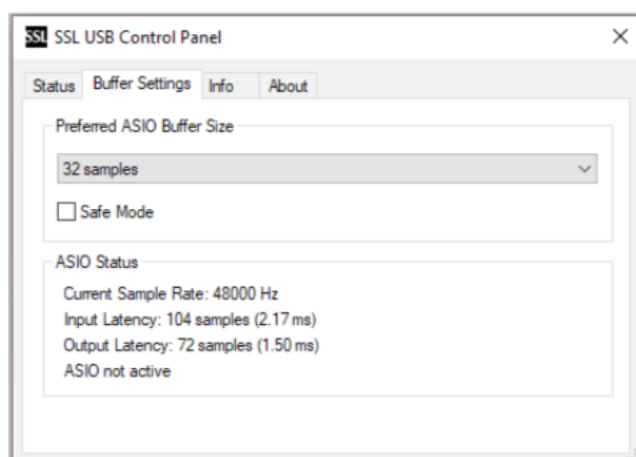 SSL SSL USB Control Panel
Status Buffer Settings Info About
Preferred ASIO Buffer Size
32 samples
Safe Mode
ASIO Status
Current Sample Rate: 48000 Hz
Input Latency: 104 samples (2.17 ms)
Output Latency: 72 samples (1.50 ms)
ASIO not active